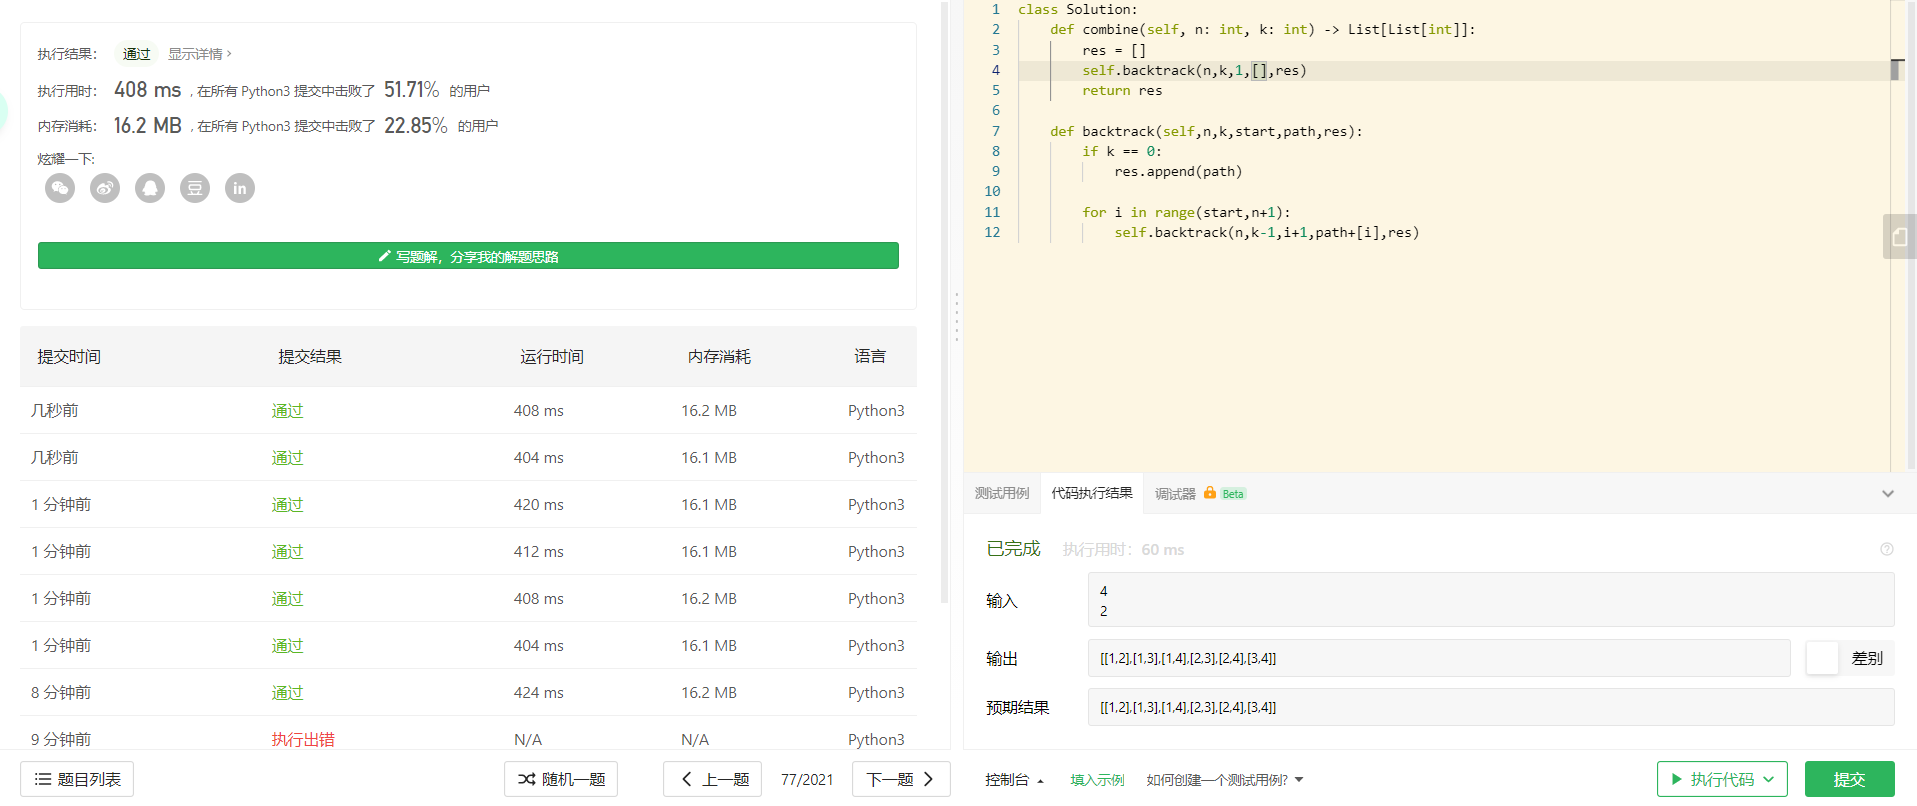 执行结果： 通过 显示详情 ›
执行用时： 408 ms , 在所有 Python3 提交中击败了 51.71% 的用户
内存消耗： 16.2 MB , 在所有 Python3 提交中击败了 22.85% 的用户
炫耀一下:
豆 in
写题解，分享我的解题思路
提交时间 提交结果 运行时间 内存消耗 语言
几秒前 通过 408 ms 16.2 MB Python3
几秒前 通过 404 ms 16.1 MB Python3
1 分钟前 通过 420 ms 16.1 MB Python3
1 分钟前 通过 412 ms 16.1 MB Python3
1 分钟前 通过 408 ms 16.2 MB Python3
1 分钟前 通过 404 ms 16.1 MB Python3
8 分钟前 通过 424 ms 16.2 MB Python3
9 分钟前 执行出错 N/A N/A Python3
题目列表 随机一题 上一题 77/2021 下一题
1 class Solution:
2     def combine(self, n: int, k: int) -> List[List[int]]:
3         res = []
4         self.backtrack(n,k,1,[],res)
5         return res
6
7     def backtrack(self,n,k,start,path,res):
8         if k == 0:
9             res.append(path)
10
11         for i in range(start,n+1):
12             self.backtrack(n,k-1,i+1,path+[i],res)
测试用例 代码执行结果 调试器 Beta
已完成 执行用时：60 ms
输入
4
2
输出 [[1,2],[1,3],[1,4],[2,3],[2,4],[3,4]] 差别
预期结果 [[1,2],[1,3],[1,4],[2,3],[2,4],[3,4]]
控制台 填入示例 如何创建一个测试用例? 执行代码 提交